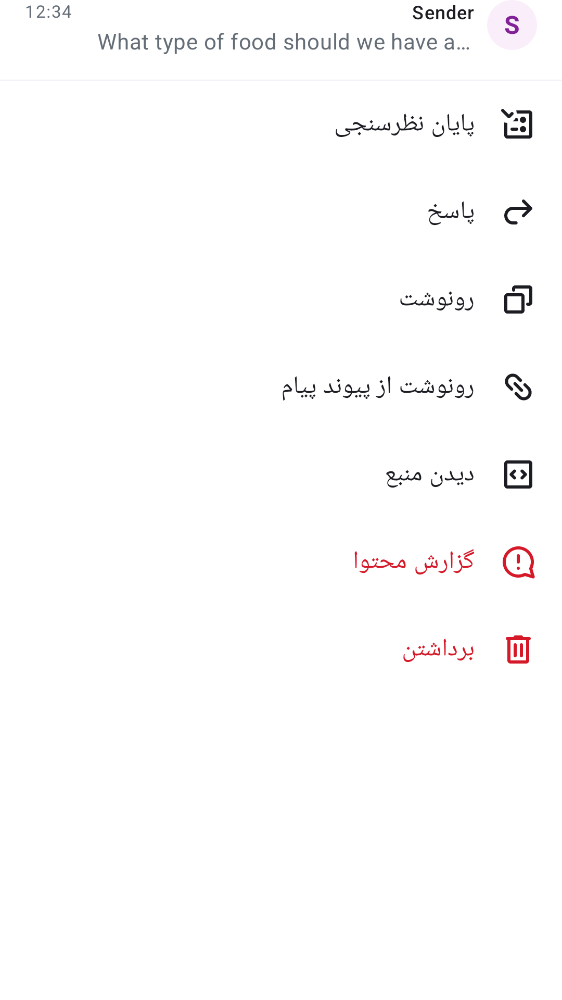 Sender
12:34
S
What type of food should we have a…
پایان نظرسنجی
پاسخ
رونوشت
رونوشت از پیوند پیام
دیدن منبع
گزارش محتوا
برداشتن